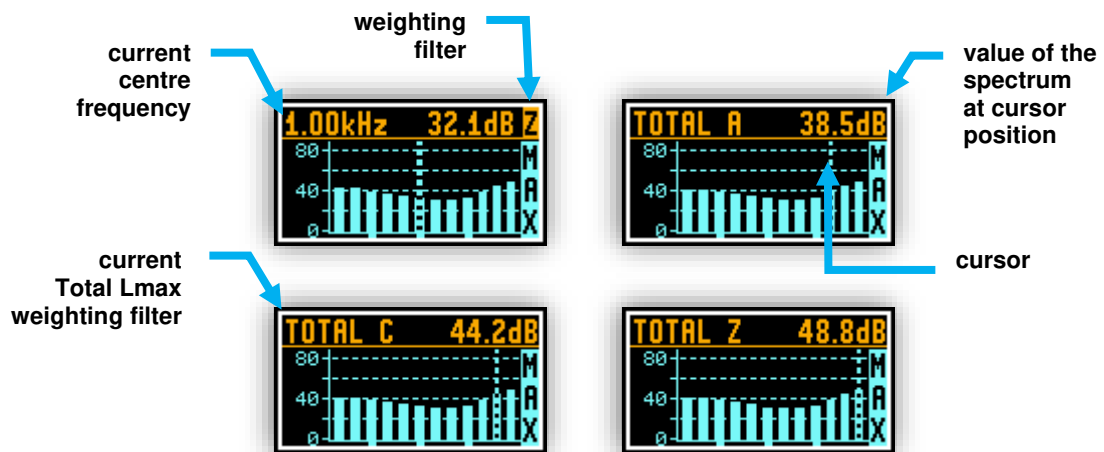 weighting
filter
current
centre
frequency
value of the
spectrum
at cursor
position
1.00kHz 32.1dB Z
80
40
0
M
A
X
TOTAL A 38.5dB
80
40
0
M
A
X
cursor
current
Total Lmax
weighting filter
TOTAL C 44.2dB
80
40
0
M
A
X
TOTAL Z 48.8dB
80
40
0
M
A
X